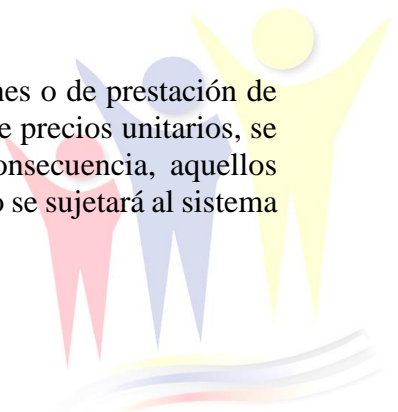 nes o de prestación de
e precios unitarios, se
onsecuencia, aquellos
o se sujetará al sistema